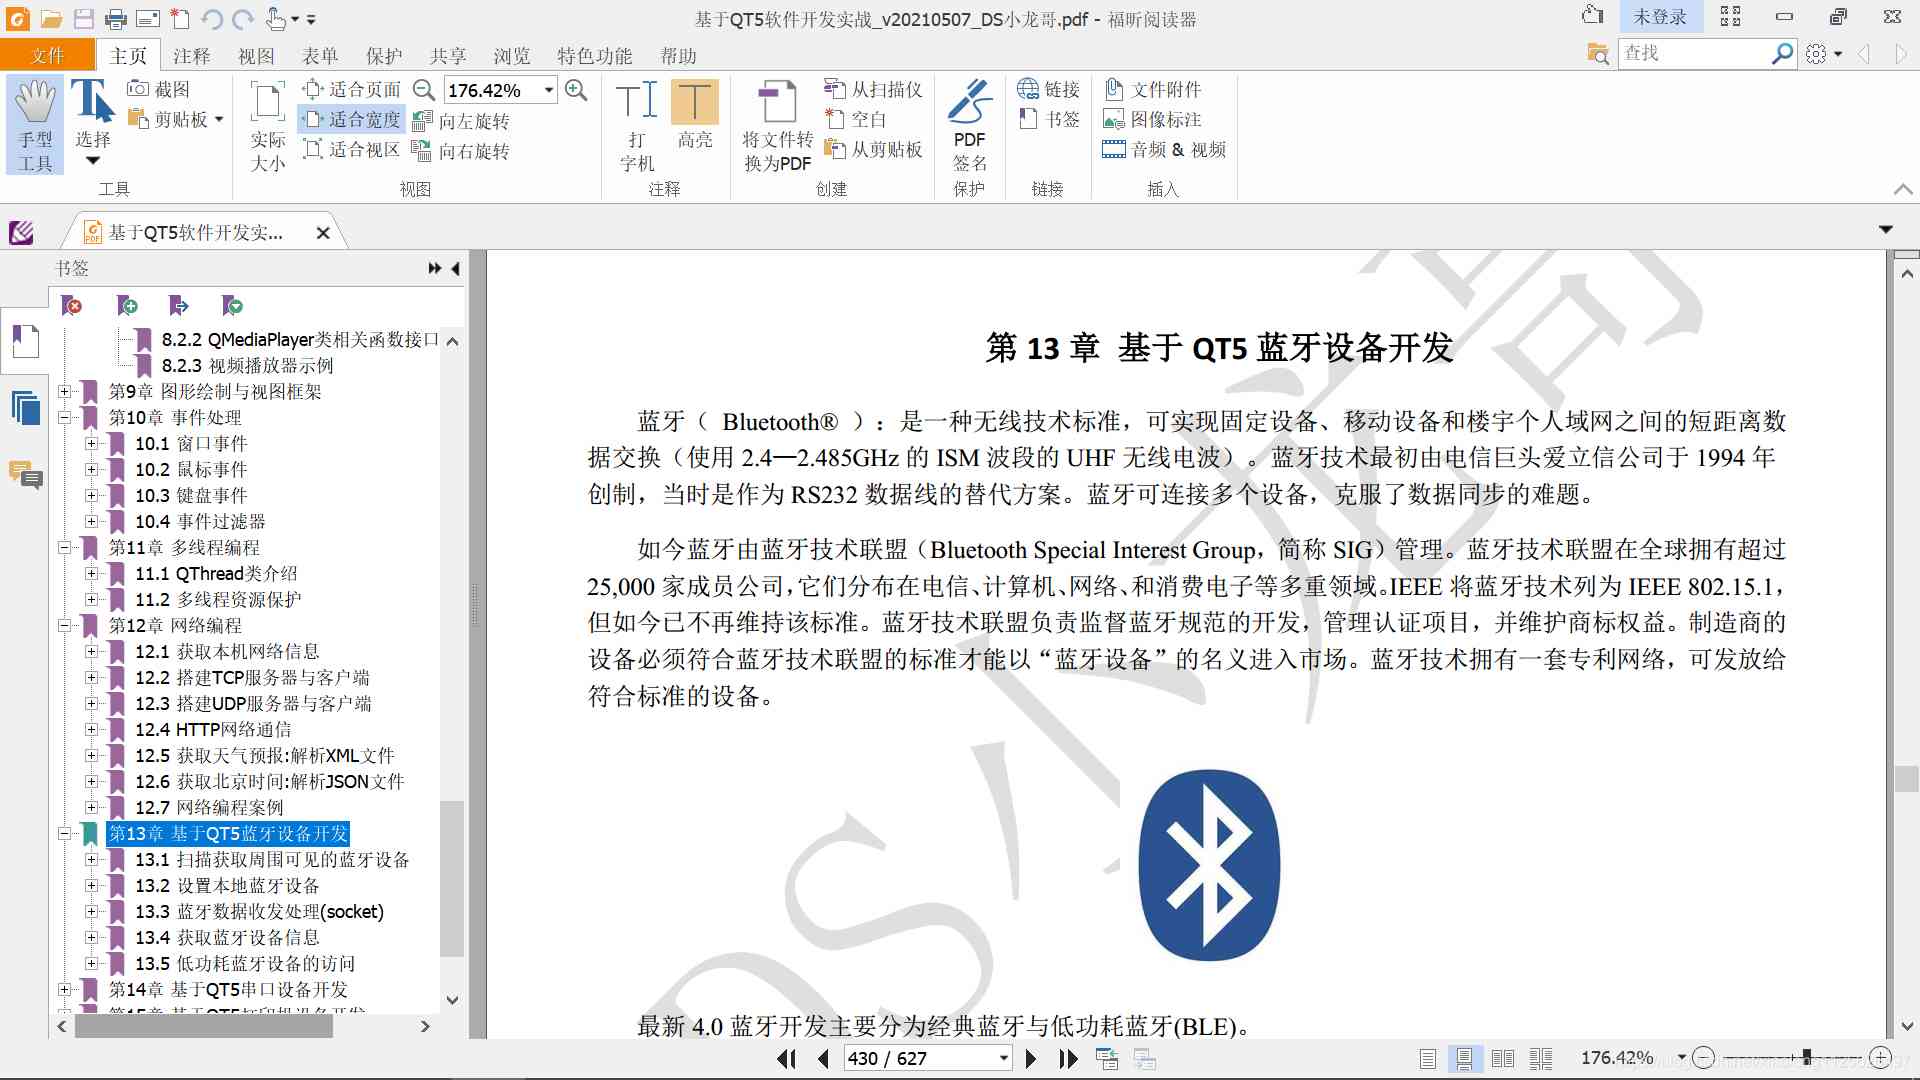 基于QT5软件开发实战_v20210507_DS小龙哥.pdf - 福昕阅读器
未登录
文件 主页 注释 视图 表单 保护 共享 浏览 特色功能 帮助
查找
手型工具
选择
截图
剪贴板
工具
实际大小
适合页面
适合宽度
适合视区
176.42%
向左旋转
向右旋转
视图
打字机
高亮
注释
将文件转换为PDF
从扫描仪
空白
从剪贴板
创建
PDF签名
保护
链接
书签
链接
文件附件
图像标注
音频 & 视频
插入
基于QT5软件开发实...
书签
8.2.2 QMediaPlayer类相关函数接口
8.2.3 视频播放器示例
第9章 图形绘制与视图框架
第10章 事件处理
10.1 窗口事件
10.2 鼠标事件
10.3 键盘事件
10.4 事件过滤器
第11章 多线程编程
11.1 QThread类介绍
11.2 多线程资源保护
第12章 网络编程
12.1 获取本机网络信息
12.2 搭建TCP服务器与客户端
12.3 搭建UDP服务器与客户端
12.4 HTTP网络通信
12.5 获取天气预报:解析XML文件
12.6 获取北京时间:解析JSON文件
12.7 网络编程案例
第13章 基于QT5蓝牙设备开发
13.1 扫描获取周围可见的蓝牙设备
13.2 设置本地蓝牙设备
13.3 蓝牙数据收发处理(socket)
13.4 获取蓝牙设备信息
13.5 低功耗蓝牙设备的访问
第14章 基于QT5串口设备开发
第15章 基于QT5打印机设备开发
第 13 章 基于 QT5 蓝牙设备开发
蓝牙（ Bluetooth® ）：是一种无线技术标准，可实现固定设备、移动设备和楼宇个人域网之间的短距离数
据交换（使用 2.4—2.485GHz 的 ISM 波段的 UHF 无线电波）。蓝牙技术最初由电信巨头爱立信公司于 1994 年
创制，当时是作为 RS232 数据线的替代方案。蓝牙可连接多个设备，克服了数据同步的难题。
如今蓝牙由蓝牙技术联盟（Bluetooth Special Interest Group，简称 SIG）管理。蓝牙技术联盟在全球拥有超过
25,000 家成员公司，它们分布在电信、计算机、网络、和消费电子等多重领域。IEEE 将蓝牙技术列为 IEEE 802.15.1，
但如今已不再维持该标准。蓝牙技术联盟负责监督蓝牙规范的开发，管理认证项目，并维护商标权益。制造商的
设备必须符合蓝牙技术联盟的标准才能以“蓝牙设备”的名义进入市场。蓝牙技术拥有一套专利网络，可发放给
符合标准的设备。
最新 4.0 蓝牙开发主要分为经典蓝牙与低功耗蓝牙(BLE)。
DS小龙哥
430 / 627
176.42%